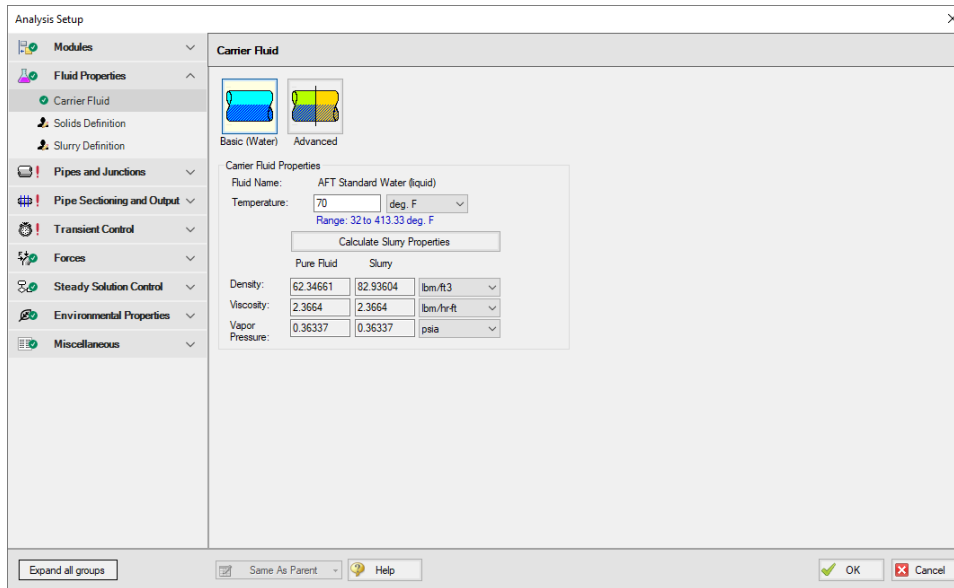 Analysis Setup
Modules
Fluid Properties
Carrier Fluid
Solids Definition
Slurry Definition
Pipes and Junctions
Pipe Sectioning and Output
Transient Control
Forces
Steady Solution Control
Environmental Properties
Miscellaneous
Carrier Fluid
Basic (Water) Advanced
Carrier Fluid Properties
Fluid Name: AFT Standard Water (liquid)
Temperature: 70 deg. F
Range: 32 to 413.33 deg. F
Calculate Slurry Properties
Pure Fluid Slurry
Density: 62.34661 82.93604 lbm/ft3
Viscosity: 2.3664 2.3664 lbm/hr-ft
Vapor
Pressure: 0.36337 0.36337 psia
Expand all groups Same As Parent Help OK Cancel